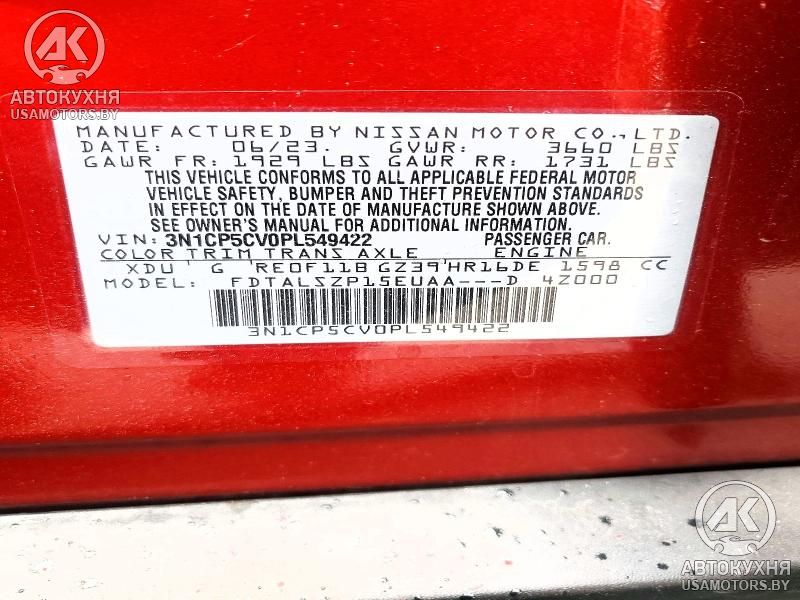 AK
АВТОКУХНЯ
USAMOTORS.BY
MANUFACTURED BY NISSAN MOTOR CO., LTD.
DATE: 06/23. GVWR: 3660 LBS
GAWR FR: 1929 LBS GAWR RR: 1731 LBS
THIS VEHICLE CONFORMS TO ALL APPLICABLE FEDERAL MOTOR
VEHICLE SAFETY, BUMPER AND THEFT PREVENTION STANDARDS
IN EFFECT ON THE DATE OF MANUFACTURE SHOWN ABOVE.
SEE OWNER'S MANUAL FOR ADDITIONAL INFORMATION.
VIN: 3N1CP5CV0PL549422 PASSENGER CAR.
COLOR TRIM TRANS AXLE ENGINE
XDU G RE0F11B GZ39 HR16DE 1598 CC
MODEL: FDTALSZP15EUAA---D 4Z000
3N1CP5CV0PL549422
AK
АВТОКУХНЯ
USAMOTORS.BY